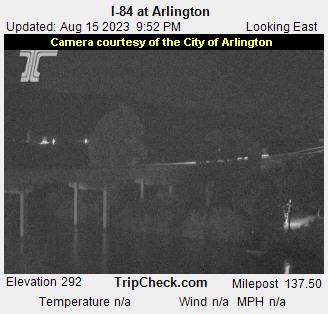 I-84 at Arlington
Updated: Aug 15 2023 9:52 PM Looking East
Camera courtesy of the City of Arlington
Elevation 292 TripCheck.com Milepost 137.50
Temperature n/a Wind n/a MPH n/a